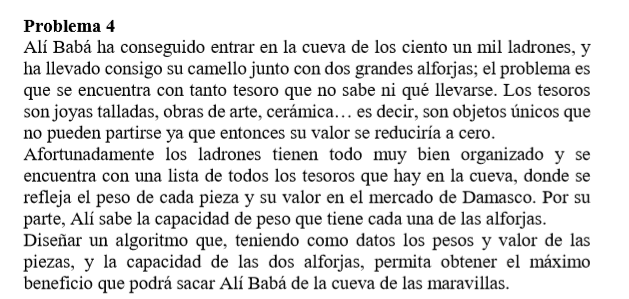 Problema 4
Alí Babá ha conseguido entrar en la cueva de los ciento un mil ladrones, y
ha llevado consigo su camello junto con dos grandes alforjas; el problema es
que se encuentra con tanto tesoro que no sabe ni qué llevarse. Los tesoros
son joyas talladas, obras de arte, cerámica… es decir, son objetos únicos que
no pueden partirse ya que entonces su valor se reduciría a cero.
Afortunadamente los ladrones tienen todo muy bien organizado y se
encuentra con una lista de todos los tesoros que hay en la cueva, donde se
refleja el peso de cada pieza y su valor en el mercado de Damasco. Por su
parte, Alí sabe la capacidad de peso que tiene cada una de las alforjas.
Diseñar un algoritmo que, teniendo como datos los pesos y valor de las
piezas, y la capacidad de las dos alforjas, permita obtener el máximo
beneficio que podrá sacar Alí Babá de la cueva de las maravillas.